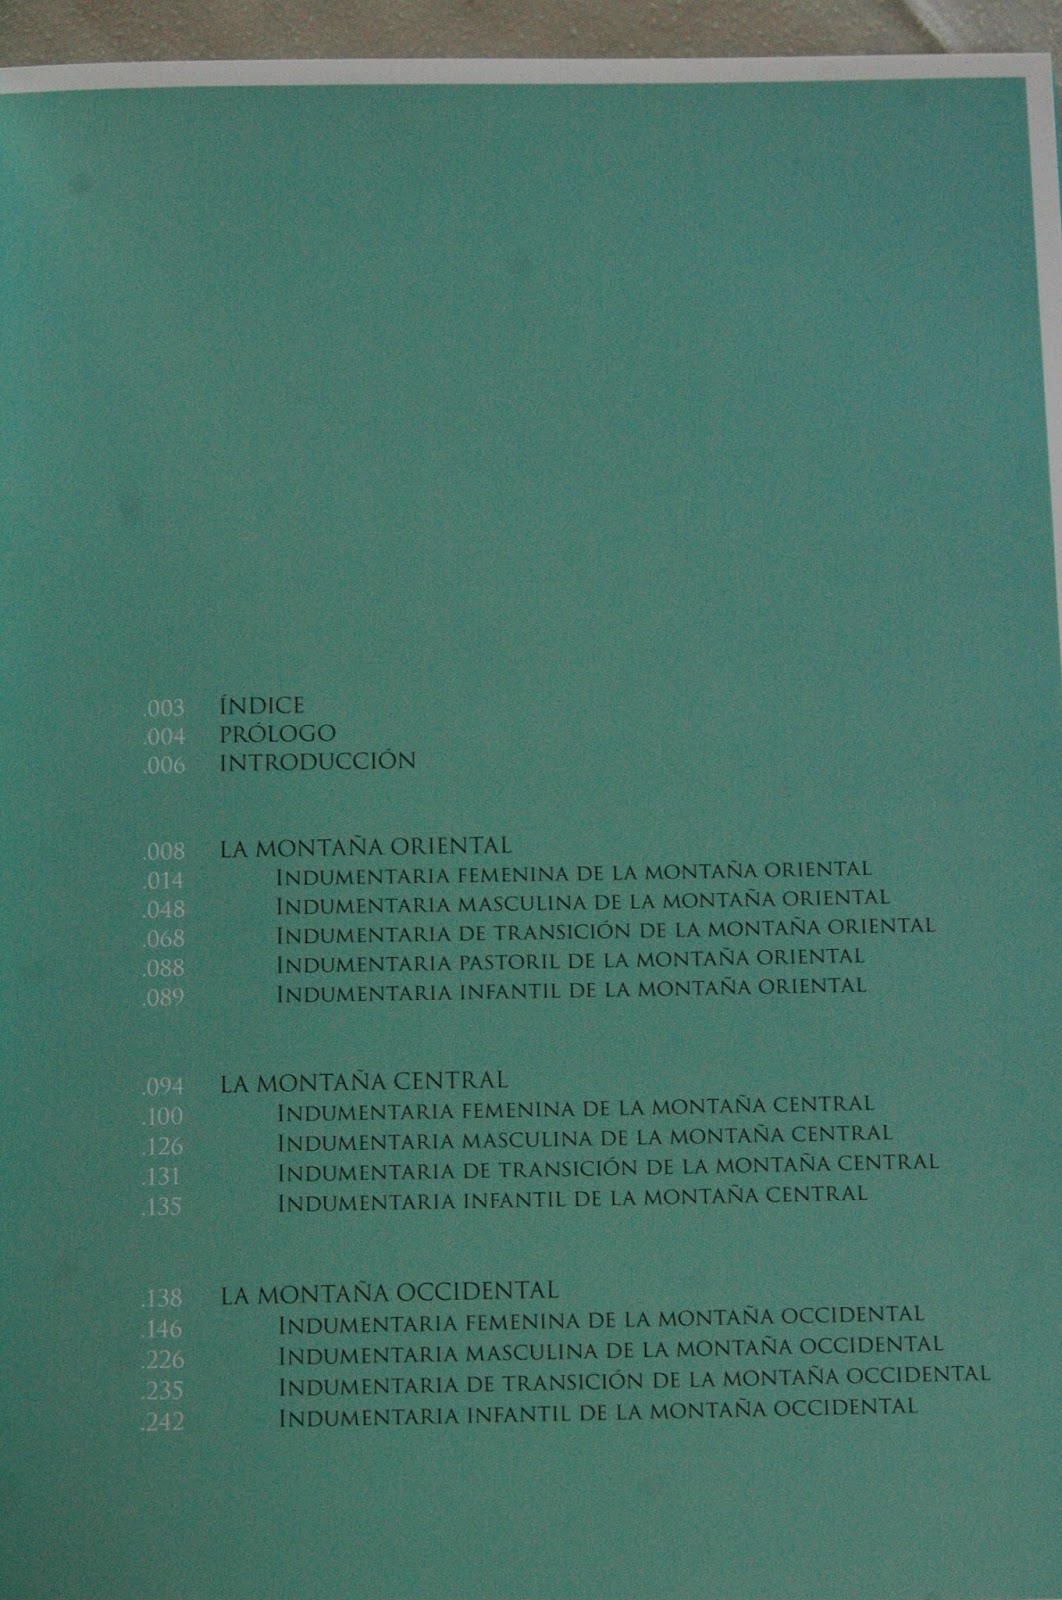 .003 ÍNDICE
.004 PRÓLOGO
.006 INTRODUCCIÓN
.008 LA MONTAÑA ORIENTAL
.014 INDUMENTARIA FEMENINA DE LA MONTAÑA ORIENTAL
.048 INDUMENTARIA MASCULINA DE LA MONTAÑA ORIENTAL
.068 INDUMENTARIA DE TRANSICIÓN DE LA MONTAÑA ORIENTAL
.088 INDUMENTARIA PASTORIL DE LA MONTAÑA ORIENTAL
.089 INDUMENTARIA INFANTIL DE LA MONTAÑA ORIENTAL
.094 LA MONTAÑA CENTRAL
.100 INDUMENTARIA FEMENINA DE LA MONTAÑA CENTRAL
.126 INDUMENTARIA MASCULINA DE LA MONTAÑA CENTRAL
.131 INDUMENTARIA DE TRANSICIÓN DE LA MONTAÑA CENTRAL
.135 INDUMENTARIA INFANTIL DE LA MONTAÑA CENTRAL
.138 LA MONTAÑA OCCIDENTAL
.146 INDUMENTARIA FEMENINA DE LA MONTAÑA OCCIDENTAL
.226 INDUMENTARIA MASCULINA DE LA MONTAÑA OCCIDENTAL
.235 INDUMENTARIA DE TRANSICIÓN DE LA MONTAÑA OCCIDENTAL
.242 INDUMENTARIA INFANTIL DE LA MONTAÑA OCCIDENTAL